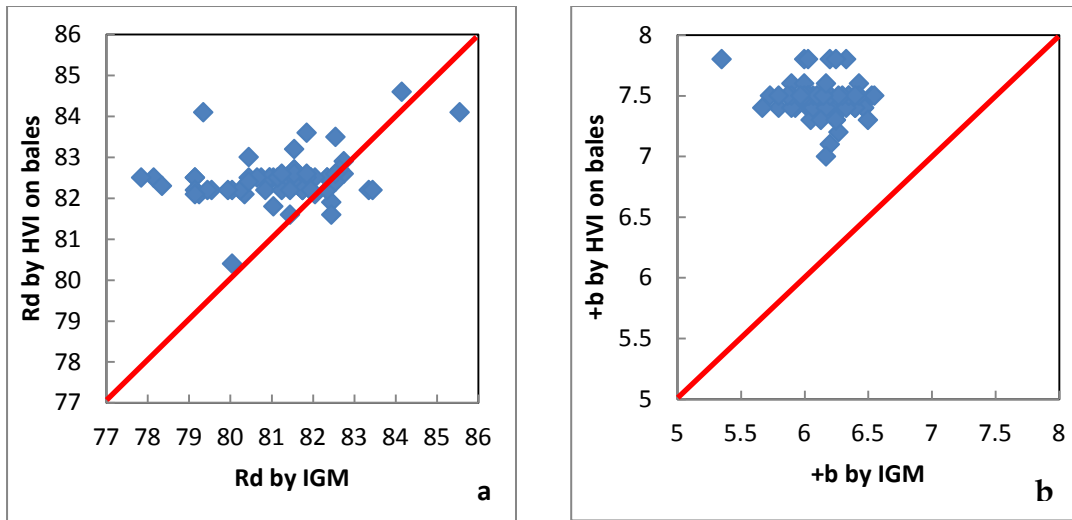 86
85
84
83
82
81
80
79
78
77
Rd by HVI on bales
77 78 79 80 81 82 83 84 85 86
Rd by IGM
a
8
7.5
7
6.5
6
5.5
5
+b by HVI on bales
5 5.5 6 6.5 7 7.5 8
+b by IGM
b